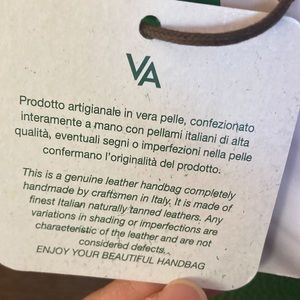 VA
Prodotto artigianale in vera pelle, confezionato
interamente a mano con pellami italiani di alta
qualità, eventuali segni o imperfezioni nella pelle
confermano l'originalità del prodotto.
This is a genuine leather handbag completely
handmade by craftsmen in Italy. It is made of
finest Italian naturally tanned leathers. Any
variations in shading or imperfections are
characteristic of the leather and are not
considered defects.
ENJOY YOUR BEAUTIFUL HANDBAG